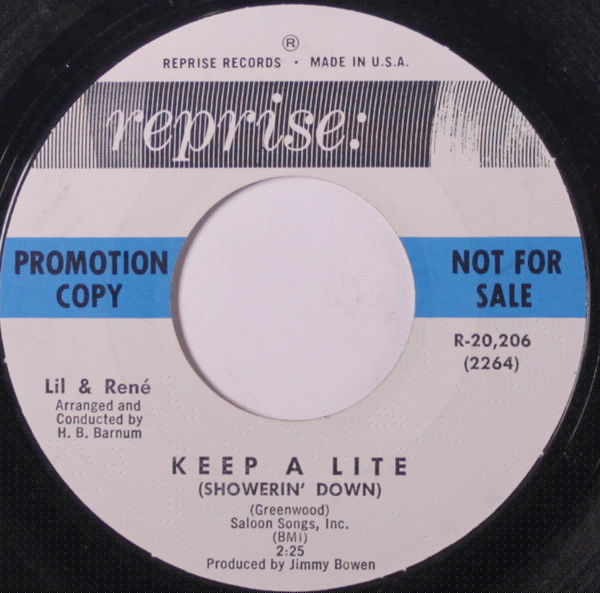 ®
REPRISE RECORDS • MADE IN U.S.A.
reprise:
PROMOTION
COPY
NOT FOR
SALE
R-20,206
(2264)
Lil & René
Arranged and
Conducted by
H. B. Barnum
KEEP A LITE
(SHOWERIN' DOWN)
(Greenwood)
Saloon Songs, Inc.
(BMI)
2:25
Produced by Jimmy Bowen